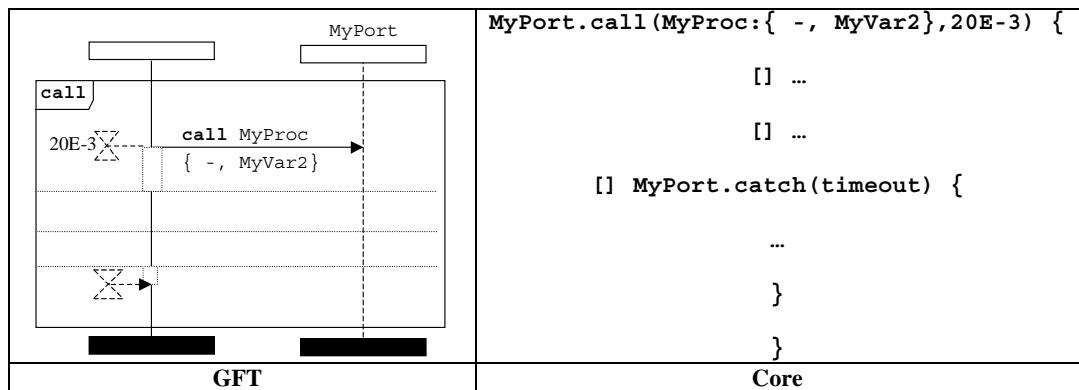 MyPort
call
20E-3
call MyProc
{ -, MyVar2}
MyPort.call(MyProc:{ -, MyVar2},20E-3) {
[] …
[] …
[] MyPort.catch(timeout) {
…
}
}
GFT
Core